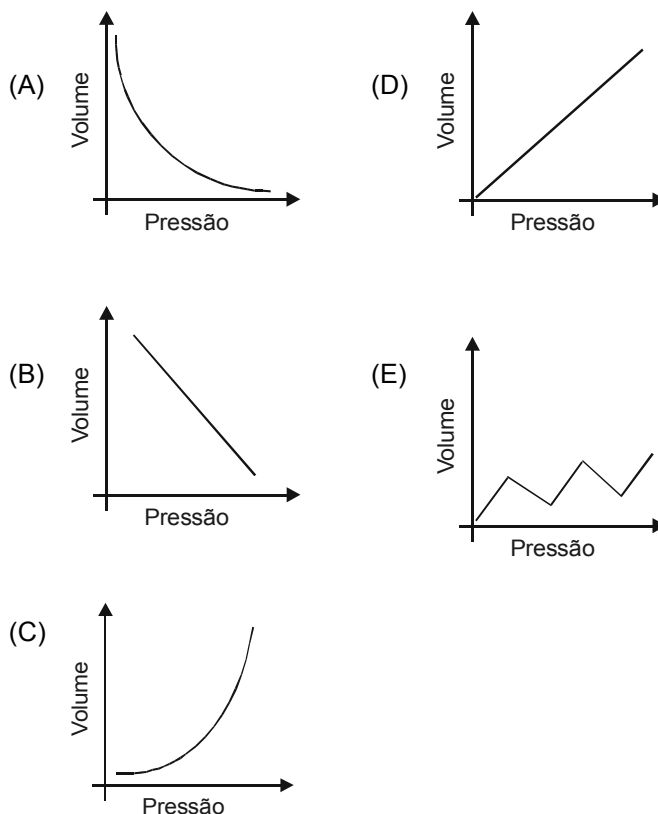 (A)
Volume
Pressão
(B)
Volume
Pressão
(C)
Volume
Pressão
(D)
Volume
Pressão
(E)
Volume
Pressão